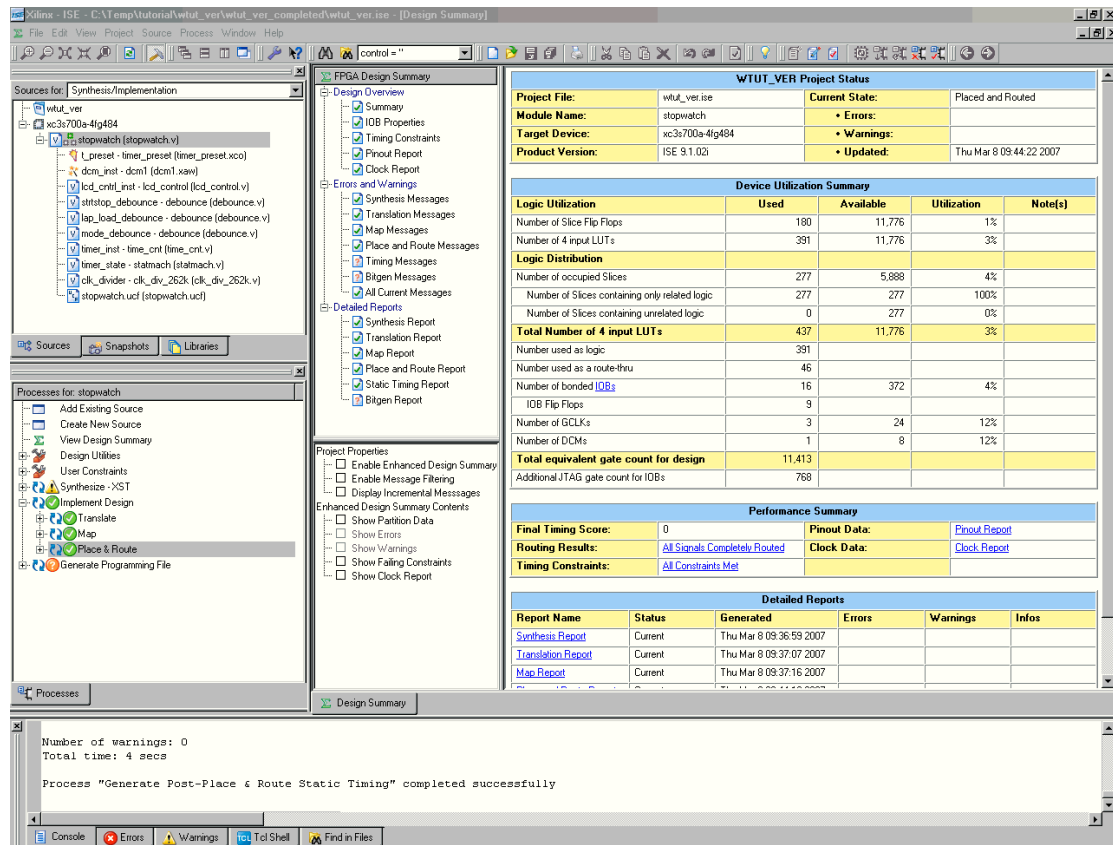 Xilinx - ISE - C:\Temp\tutorial\wtut_ver\wtut_ver_completed\wtut_ver.ise - [Design Summary]
File Edit View Project Source Process Window Help
control = "
Sources for: Synthesis/Implementation
wtut_ver
xc3s700a-4fg484
stopwatch (stopwatch.v)
t_preset - timer_preset (timer_preset.xco)
dcm_inst - dcm1 (dcm1.xaw)
lcd_cntrl_inst - lcd_control (lcd_control.v)
strtstop_debounce - debounce (debounce.v)
lap_load_debounce - debounce (debounce.v)
mode_debounce - debounce (debounce.v)
timer_inst - time_cnt (time_cnt.v)
timer_state - statmach (statmach.v)
clk_divider - clk_div_262k (clk_div_262k.v)
stopwatch.ucf (stopwatch.ucf)
Sources Snapshots Libraries
Processes for: stopwatch
Add Existing Source
Create New Source
View Design Summary
Design Utilities
User Constraints
Synthesize - XST
Implement Design
Translate
Map
Place & Route
Generate Programming File
Processes
FPGA Design Summary
Design Overview
Summary
IOB Properties
Timing Constraints
Pinout Report
Clock Report
Errors and Warnings
Synthesis Messages
Translation Messages
Map Messages
Place and Route Messages
Timing Messages
Bitgen Messages
All Current Messages
Detailed Reports
Synthesis Report
Translation Report
Map Report
Place and Route Report
Static Timing Report
Bitgen Report
Project Properties
Enable Enhanced Design Summary
Enable Message Filtering
Display Incremental Messsages
Enhanced Design Summary Contents
Show Partition Data
Show Errors
Show Warnings
Show Failing Constraints
Show Clock Report
Design Summary
WTUT_VER Project Status
Project File: wtut_ver.ise Current State: Placed and Routed
Module Name: stopwatch • Errors:
Target Device: xc3s700a-4fg484 • Warnings:
Product Version: ISE 9.1.02i • Updated: Thu Mar 8 09:44:22 2007
Device Utilization Summary
Logic Utilization Used Available Utilization Note(s)
Number of Slice Flip Flops 180 11,776 1%
Number of 4 input LUTs 391 11,776 3%
Logic Distribution
Number of occupied Slices 277 5,888 4%
Number of Slices containing only related logic 277 277 100%
Number of Slices containing unrelated logic 0 277 0%
Total Number of 4 input LUTs 437 11,776 3%
Number used as logic 391
Number used as a route-thru 46
Number of bonded IOBs 16 372 4%
IOB Flip Flops 9
Number of GCLKs 3 24 12%
Number of DCMs 1 8 12%
Total equivalent gate count for design 11,413
Additional JTAG gate count for IOBs 768
Performance Summary
Final Timing Score: 0 Pinout Data: Pinout Report
Routing Results: All Signals Completely Routed Clock Data: Clock Report
Timing Constraints: All Constraints Met
Detailed Reports
Report Name Status Generated Errors Warnings Infos
Synthesis Report Current Thu Mar 8 09:36:59 2007
Translation Report Current Thu Mar 8 09:37:07 2007
Map Report Current Thu Mar 8 09:37:16 2007
Number of warnings: 0
Total time: 4 secs
Process "Generate Post-Place & Route Static Timing" completed successfully
Console Errors Warnings Tcl Shell Find in Files